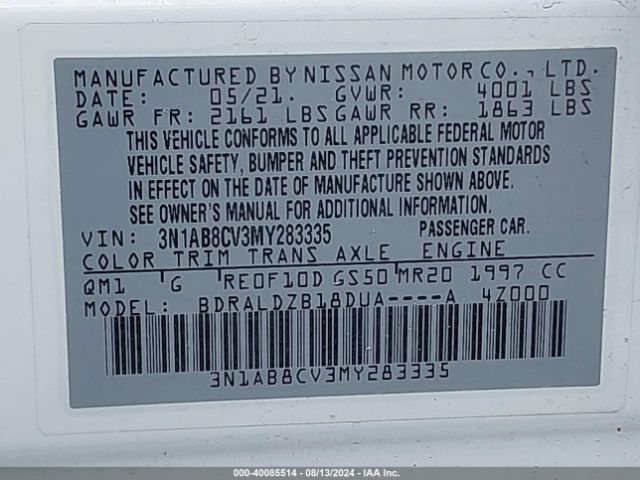 MANUFACTURED BY NISSAN MOTOR CO., LTD.
DATE: 05/21. GVWR: 4001 LBS
GAWR FR: 2161 LBS GAWR RR: 1863 LBS
THIS VEHICLE CONFORMS TO ALL APPLICABLE FEDERAL MOTOR
VEHICLE SAFETY, BUMPER AND THEFT PREVENTION STANDARDS
IN EFFECT ON THE DATE OF MANUFACTURE SHOWN ABOVE.
SEE OWNER'S MANUAL FOR ADDITIONAL INFORMATION.
VIN: 3N1AB8CV3MY283335 PASSENGER CAR.
COLOR TRIM TRANS AXLE ENGINE
QM1 G RE0F10D GS50 MR20 1997 CC
MODEL: BDRALDZB18DUA----A 4Z000
3N1AB8CV3MY283335
000-40085514 - 08/13/2024 - IAA Inc.